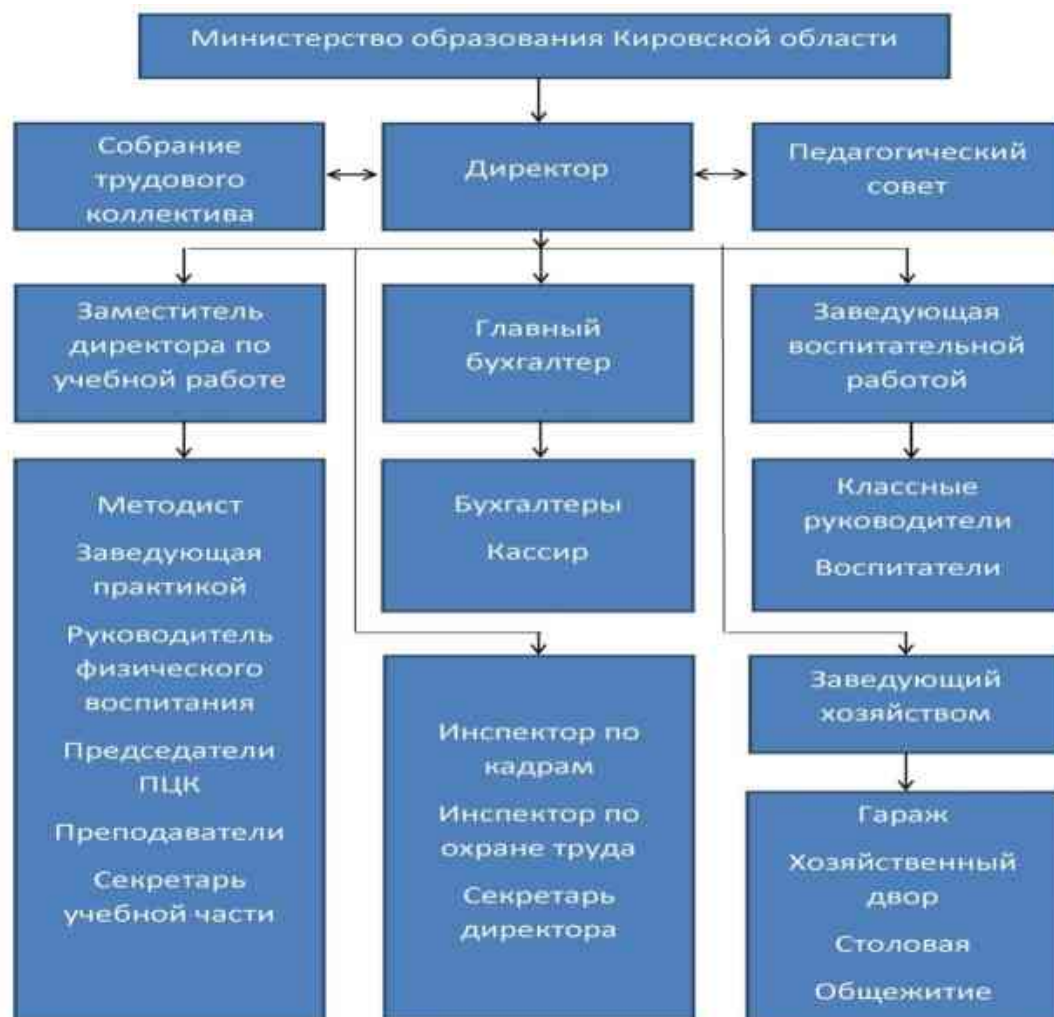 Министерство образования Кировской области
Собрание
трудового
коллектива
Директор
Педагогический
совет
Заместитель
директора по
учебной работе
Главный
бухгалтер
Заведующая
воспитательной
работой
Методист
Заведующая
практикой
Руководитель
физического
воспитания
Председатели
ПЦК
Преподаватели
Секретарь
учебной части
Бухгалтеры
Кассир
Классные
руководители
Воспитатели
Инспектор по
кадрам
Инспектор по
охране труда
Секретарь
директора
Заведующий
хозяйством
Гараж
Хозяйственный
двор
Столовая
Общежитие